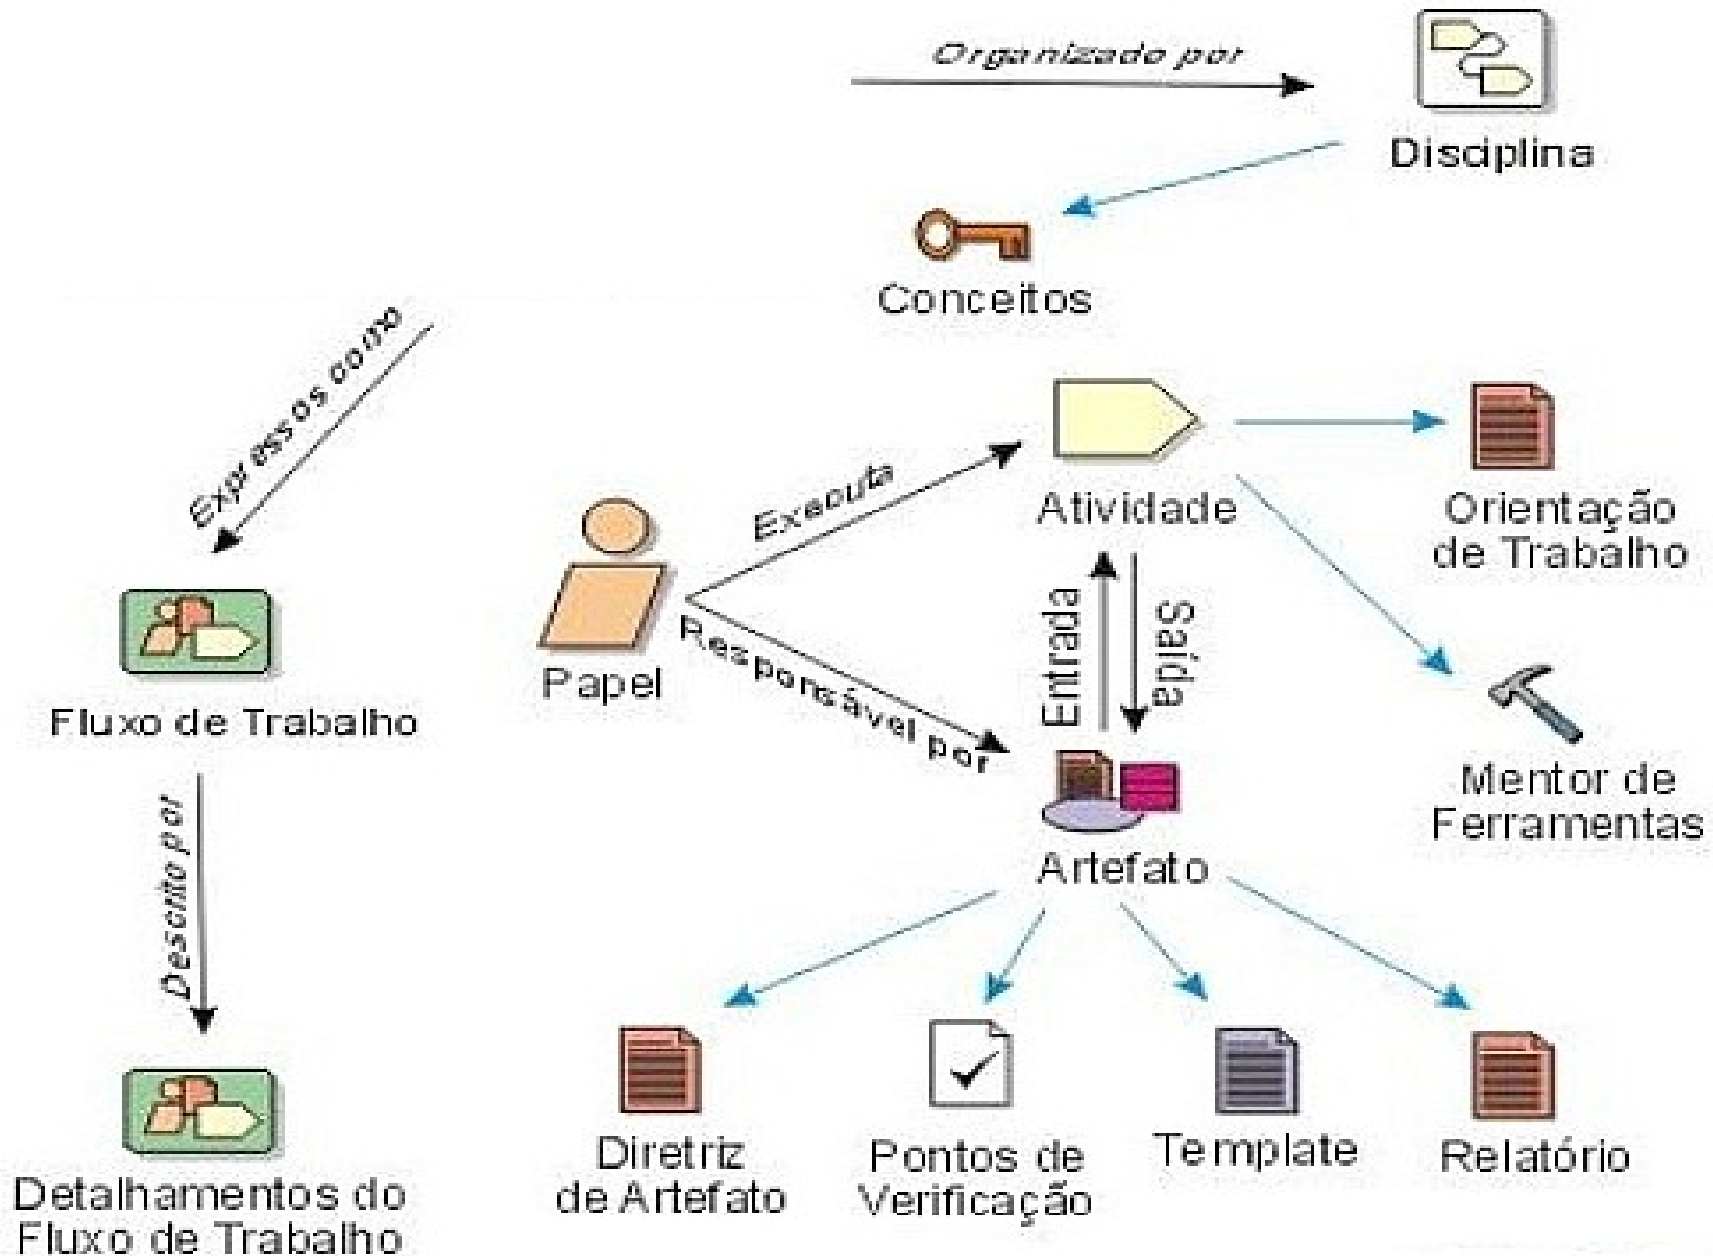 Organizado por
Disciplina
Conceitos
Expressos como
Executa
Atividade
Orientação
de Trabalho
Papel
Responsável por
Entrada
Saída
Fluxo de Trabalho
Mentor de
Ferramentas
Descrito por
Artefato
Diretriz
de Artefato
Pontos de
Verificação
Template
Relatório
Detalhamentos do
Fluxo de Trabalho